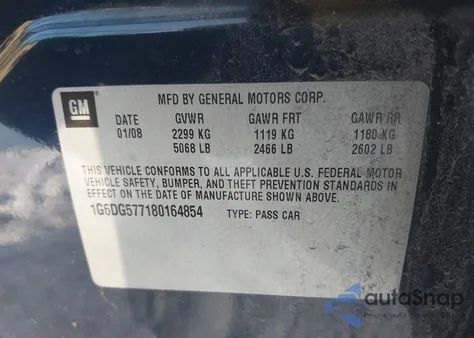 GM
MFD BY GENERAL MOTORS CORP.
DATE GVWR GAWR FRT GAWR RR
01/08 2299 KG 1119 KG 1180 KG
5068 LB 2466 LB 2602 LB
THIS VEHICLE CONFORMS TO ALL APPLICABLE U.S. FEDERAL MOTOR
VEHICLE SAFETY, BUMPER, AND THEFT PREVENTION STANDARDS IN
EFFECT ON THE DATE OF MANUFACTURE SHOWN ABOVE.
1G6DG577180164854 TYPE: PASS CAR
autoSnap